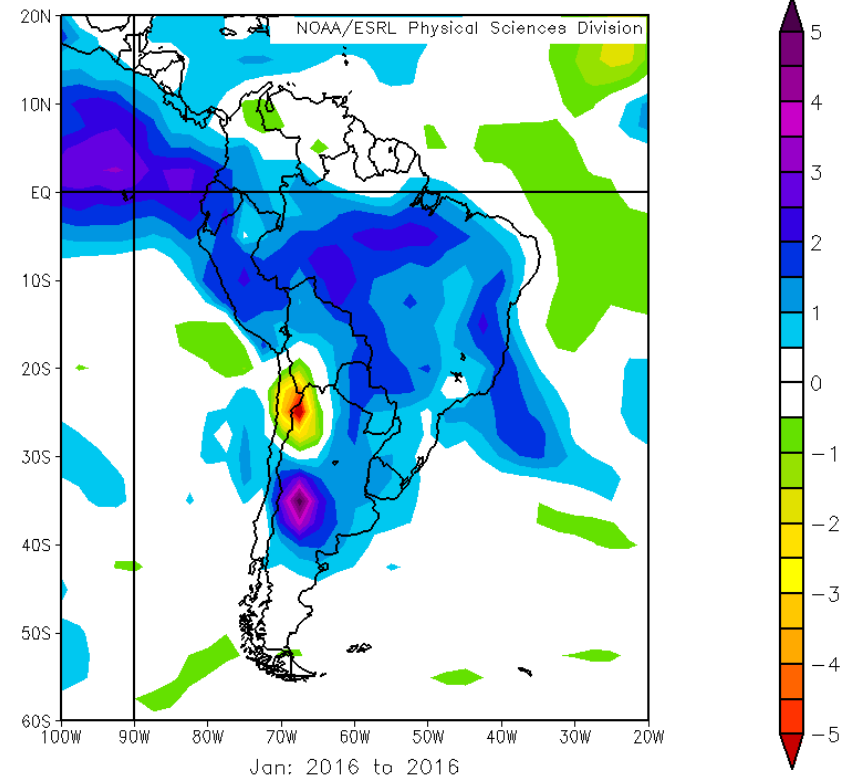 NOAA/ESRL Physical Sciences Division
20N
10N
EQ
10S
20S
30S
40S
50S
60S
100W 90W 80W 70W 60W 50W 40W 30W 20W
Jan: 2016 to 2016
5
4
3
2
1
0
-1
-2
-3
-4
-5